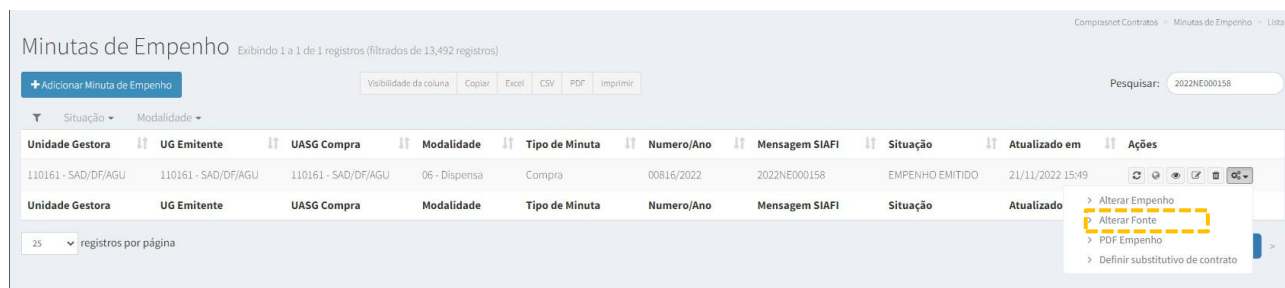 Comprasnet Contratos > Minutas de Empenho > Lista
Minutas de Empenho Exibindo 1 a 1 de 1 registros (filtrados de 13,492 registros)
+ Adicionar Minuta de Empenho Visibilidade da coluna Copiar Excel CSV PDF Imprimir Pesquisar: 2022NE000158
Situação Modalidade
Unidade Gestora UG Emitente UASG Compra Modalidade Tipo de Minuta Numero/Ano Mensagem SIAFI Situação Atualizado em Ações
110161 - SAD/DF/AGU 110161 - SAD/DF/AGU 110161 - SAD/DF/AGU 06 - Dispensa Compra 00816/2022 2022NE000158 EMPENHO EMITIDO 21/11/2022 15:49
Unidade Gestora UG Emitente UASG Compra Modalidade Tipo de Minuta Numero/Ano Mensagem SIAFI Situação Atualizado
> Alterar Empenho
> Alterar Fonte
> PDF Empenho
> Definir substitutivo de contrato
25 registros por página >